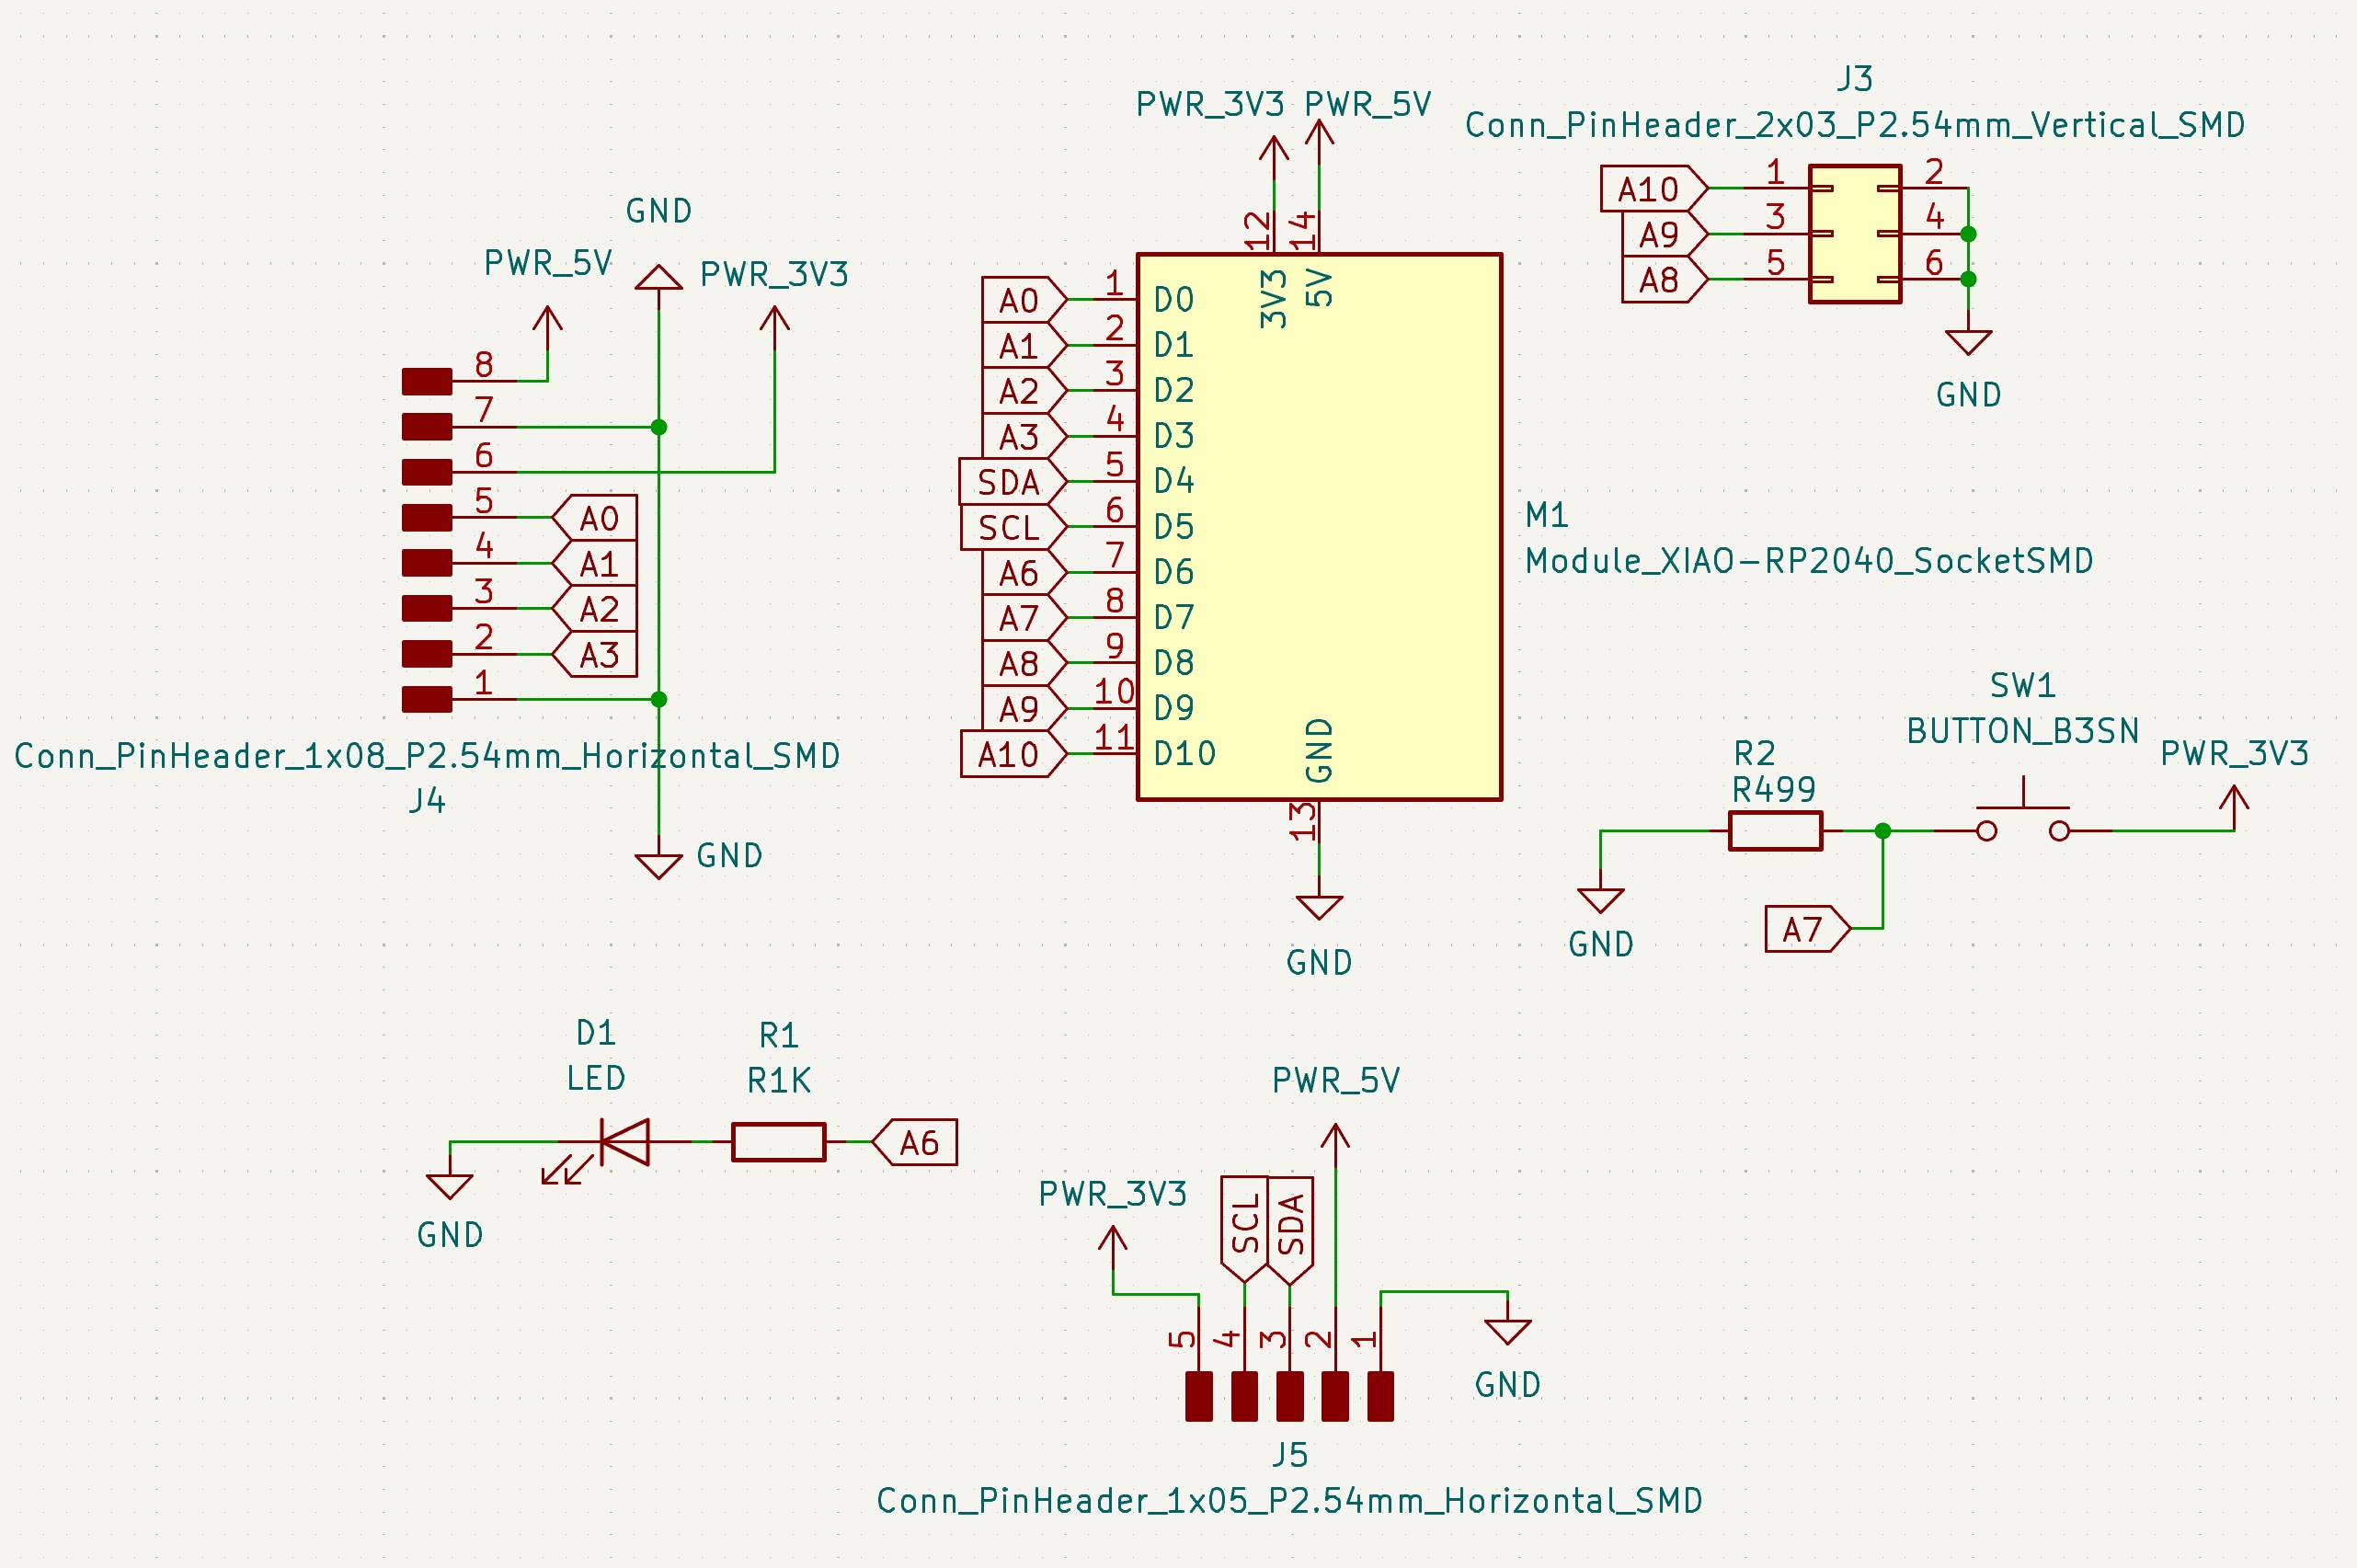 J3
Conn_PinHeader_2x03_P2.54mm_Vertical_SMD
A10 1 2
A9 3 4
A8 5 6
GND
GND
PWR_5V PWR_3V3
8
7
6
5 A0
4 A1
3 A2
2 A3
1
Conn_PinHeader_1x08_P2.54mm_Horizontal_SMD
J4
GND
PWR_3V3 PWR_5V
12 14
3V3 5V
A0 1 D0
A1 2 D1
A2 3 D2
A3 4 D3
SDA 5 D4
SCL 6 D5
A6 7 D6
A7 8 D7
A8 9 D8
A9 10 D9
A10 11 D10
GND
13
GND
M1
Module_XIAO-RP2040_SocketSMD
SW1
BUTTON_B3SN
R2
R499
PWR_3V3
GND
A7
D1
LED
R1
R1K
A6
GND
PWR_5V
PWR_3V3
SCL SDA
5 4 3 2 1
GND
J5
Conn_PinHeader_1x05_P2.54mm_Horizontal_SMD